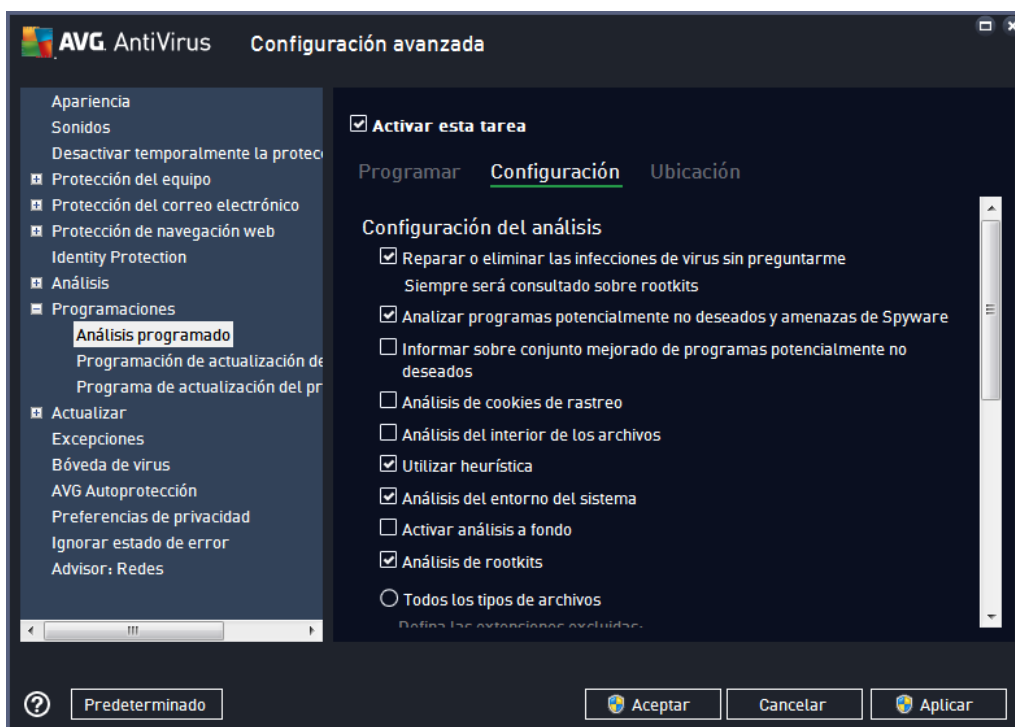 AVG. AntiVirus
Configuración avanzada
Apariencia
Sonidos
Desactivar temporalmente la
Protección del equipo
Protección del correo electrónico
Protección de navegación web
Identity Protection
Análisis
Programaciones
Análisis programado
Programación de actualización
Programa de actualización del
Actualizar
Excepciones
Bóveda de virus
AVG Autoprotección
Preferencias de privacidad
Ignorar estado de error
Advisor: Redes
Activar esta tarea
Programar Configuración Ubicación
Configuración del análisis
Reparar o eliminar las infecciones de virus sin preguntarme
Siempre será consultado sobre rootkits
Analizar programas potencialmente no deseados y amenazas de Spyware
Informar sobre conjunto mejorado de programas potencialmente no
deseados
Análisis de cookies de rastreo
Análisis del interior de los archivos
Utilizar heurística
Análisis del entorno del sistema
Activar análisis a fondo
Análisis de rootkits
Todos los tipos de archivos
Defina las extensiones excluidas:
? Predeterminado Aceptar Cancelar Aplicar